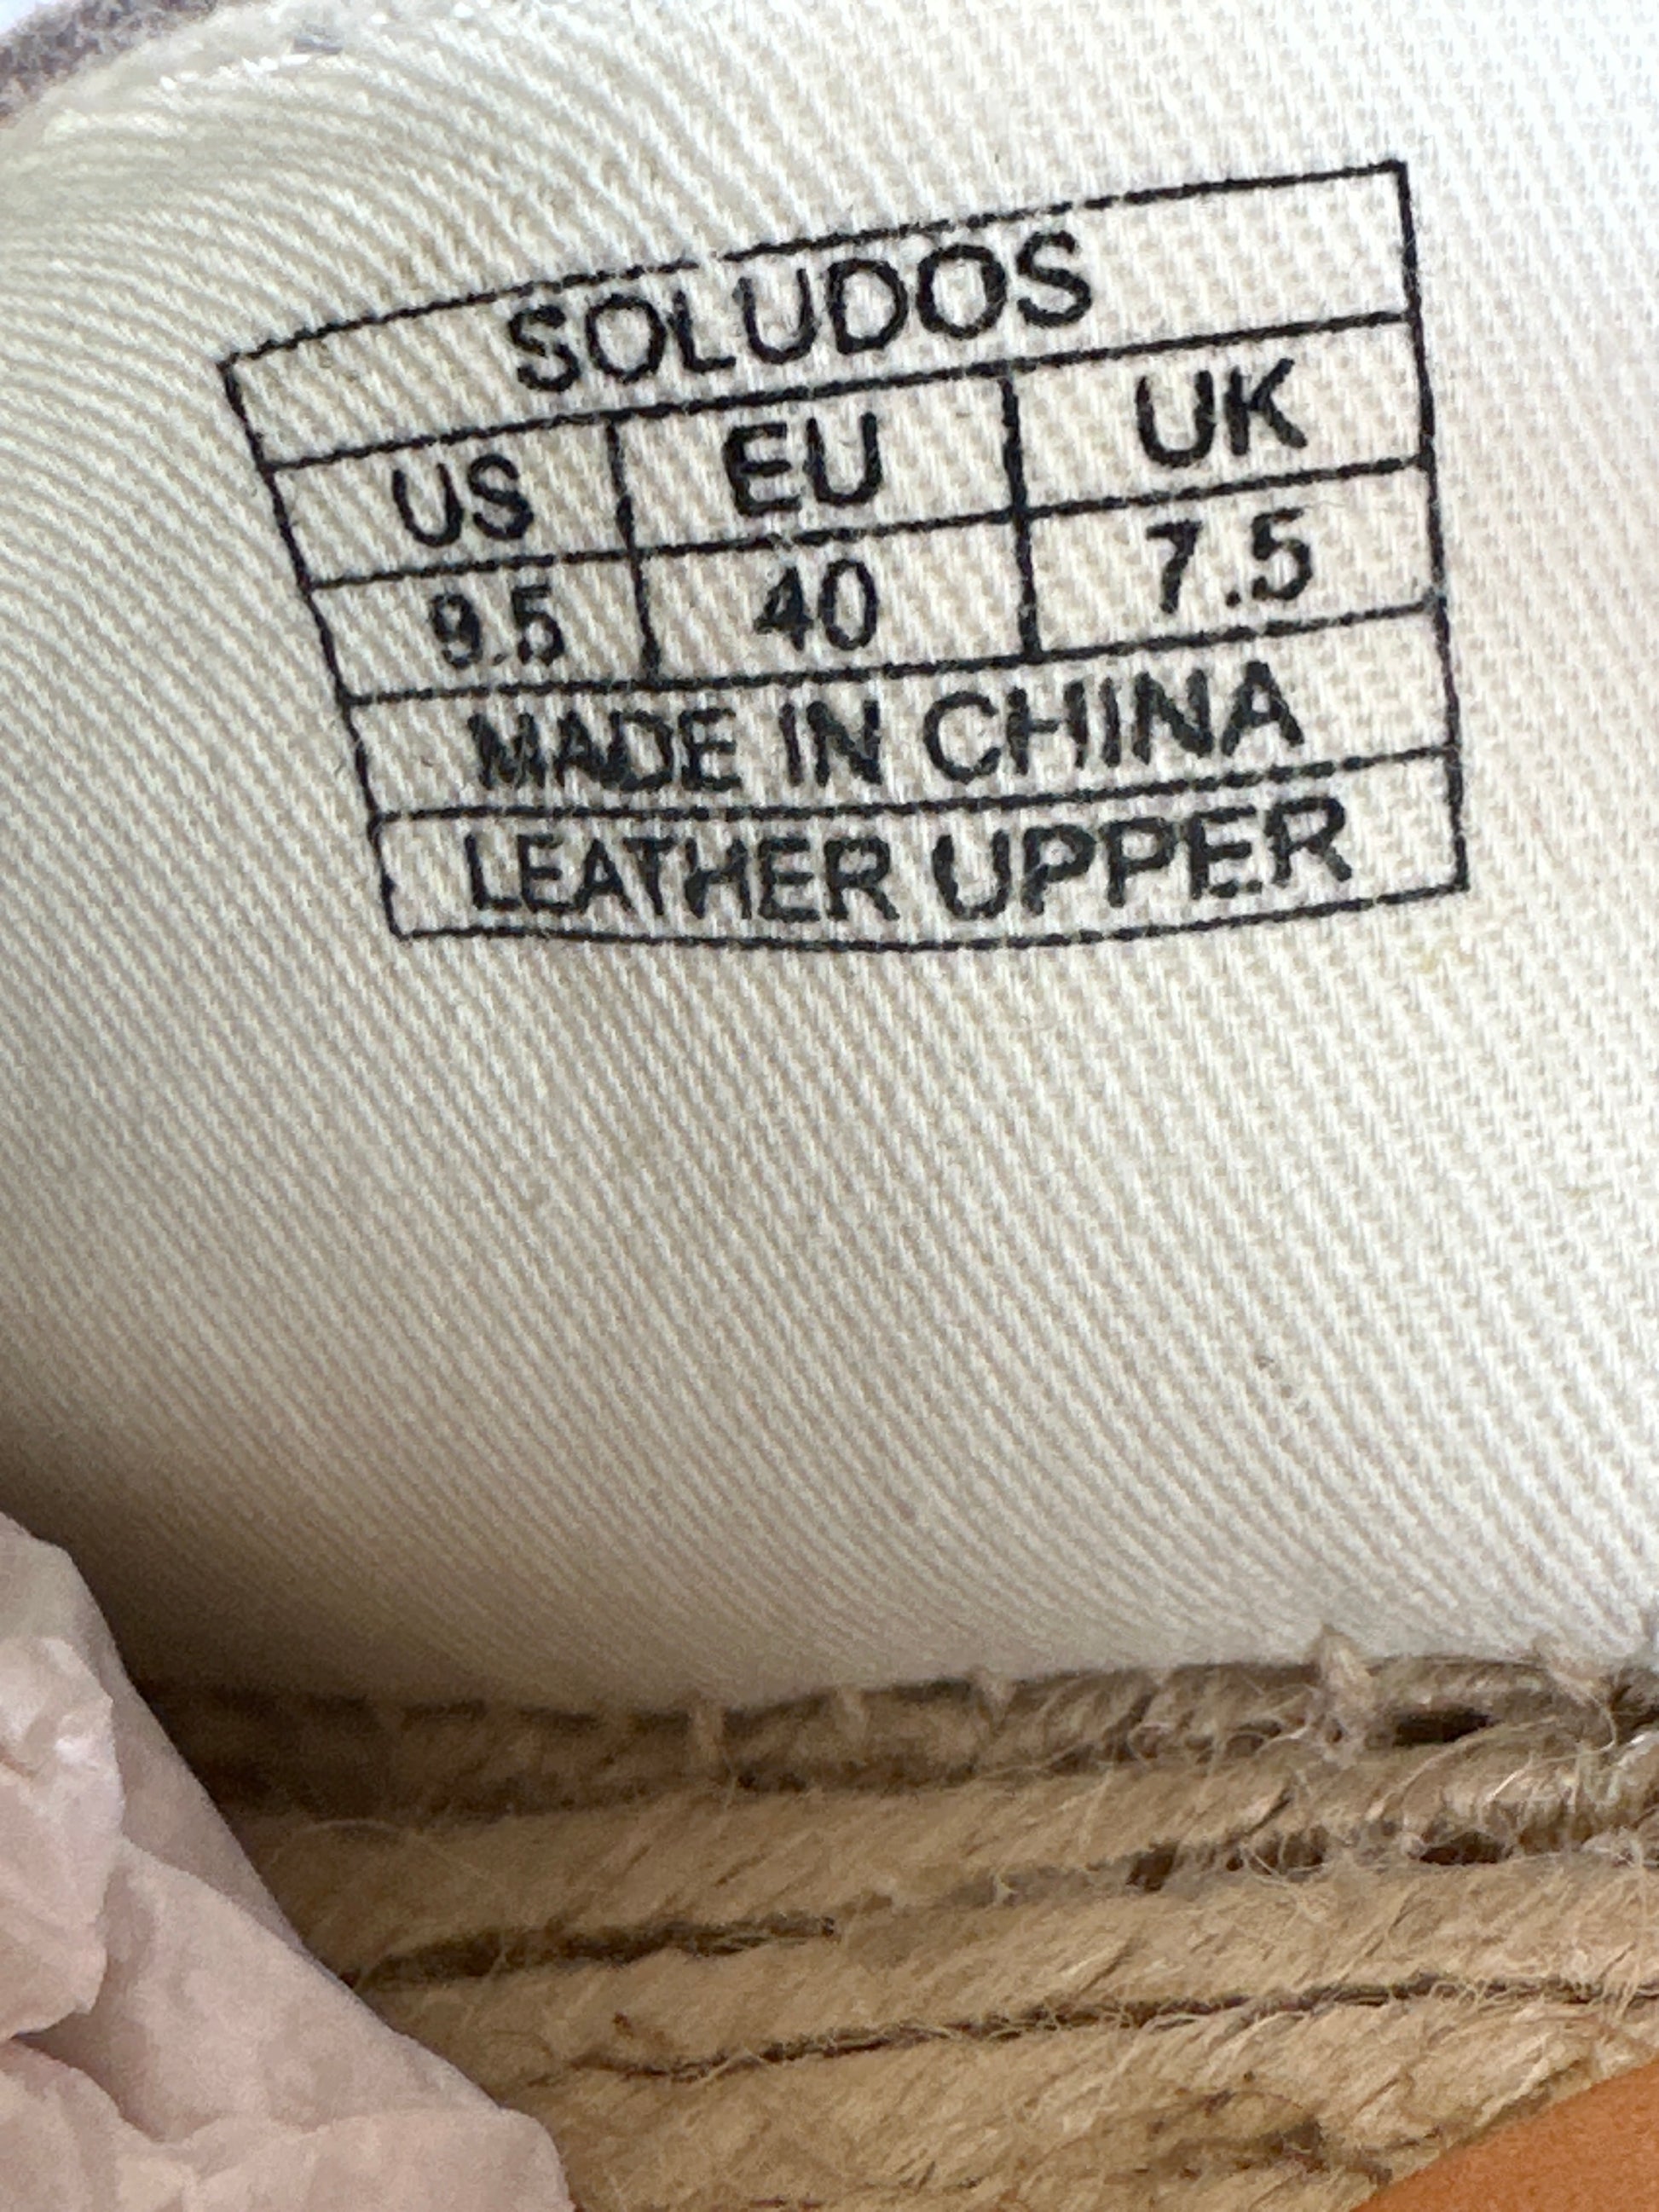 SOLUDOS
US EU UK
9.5 40 7.5
MADE IN CHINA
LEATHER UPPER